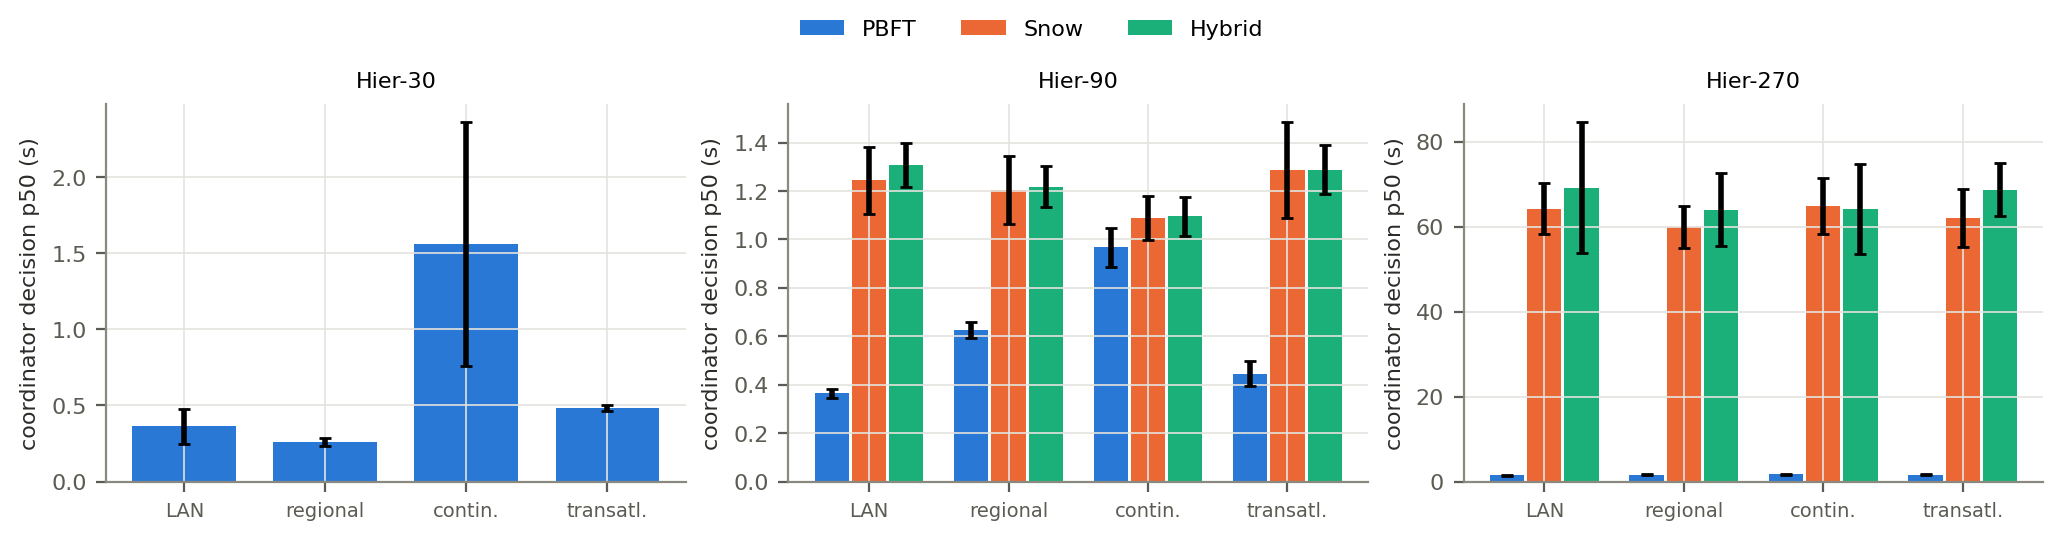 PBFT Snow Hybrid
Hier-30
coordinator decision p50 (s)
2.0
1.5
1.0
0.5
0.0
LAN regional contin. transatl.
Hier-90
coordinator decision p50 (s)
1.4
1.2
1.0
0.8
0.6
0.4
0.2
0.0
LAN regional contin. transatl.
Hier-270
coordinator decision p50 (s)
80
60
40
20
0
LAN regional contin. transatl.